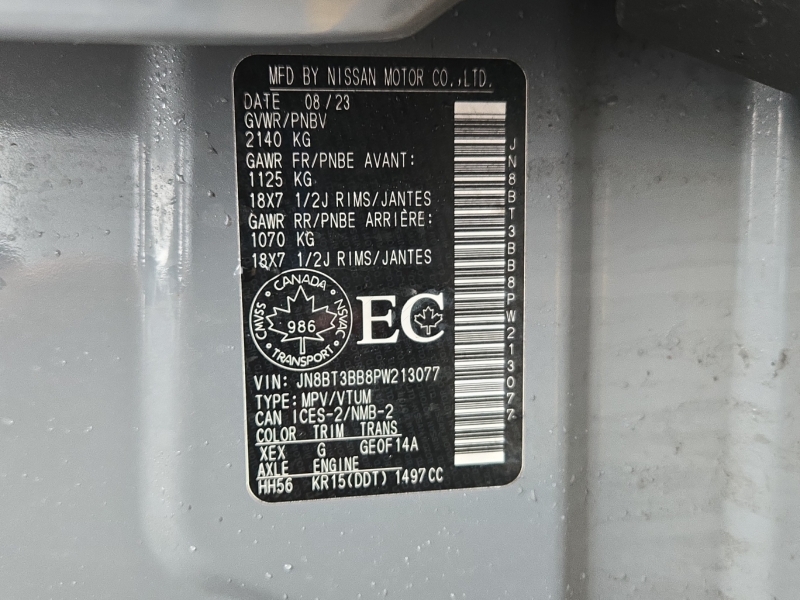 MFD BY NISSAN MOTOR CO.,LTD.
DATE 08/23
GVWR/PNBV
2140 KG
GAWR FR/PNBE AVANT:
1125 KG
18X7 1/2J RIMS/JANTES
GAWR RR/PNBE ARRIÈRE:
1070 KG
18X7 1/2J RIMS/JANTES
CANADA
CMVSS 986 NSVAC
TRANSPORT
EC
VIN: JN8BT3BB8PW213077
TYPE: MPV/VTUM
CAN ICES-2/NMB-2
COLOR TRIM TRANS
XEX G GE0F14A
AXLE ENGINE
HH56 KR15(DDT) 1497CC
JN8BT3BB8PW213077